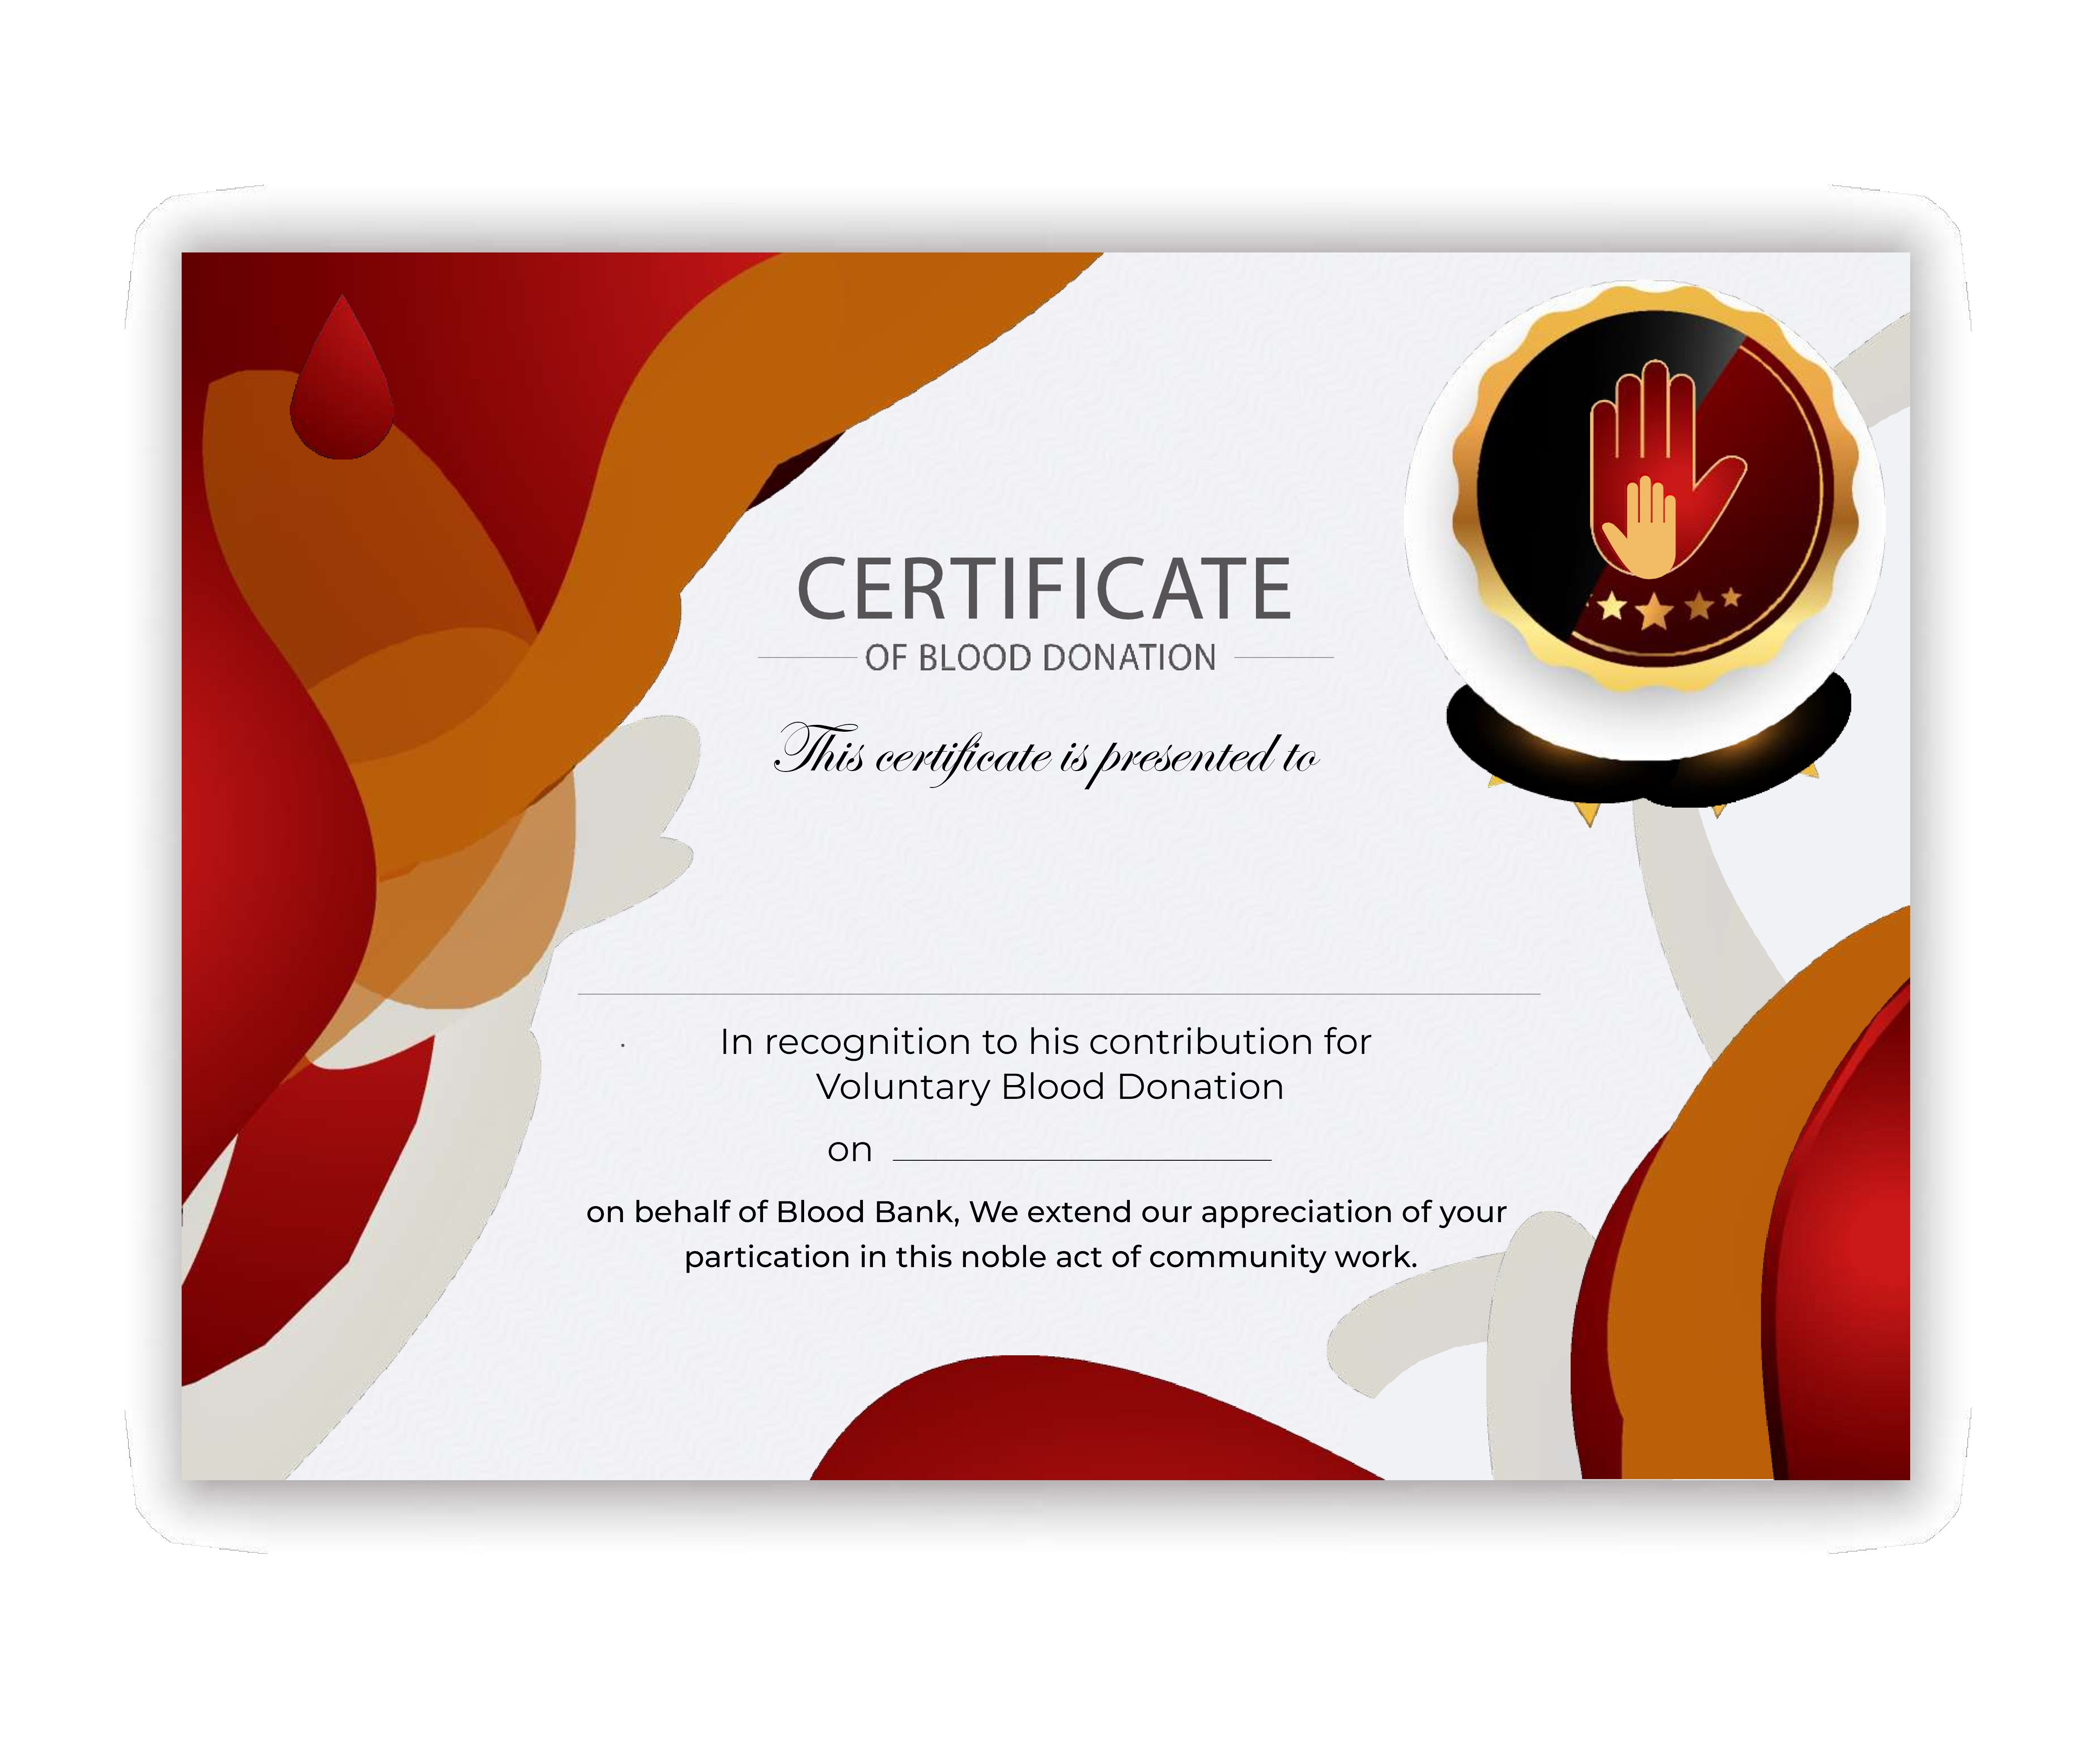 CERTIFICATE
OF BLOOD DONATION
This certificate is presented to
In recognition to his contribution for
Voluntary Blood Donation
on
on behalf of Blood Bank, We extend our appreciation of your
partication in this noble act of community work.